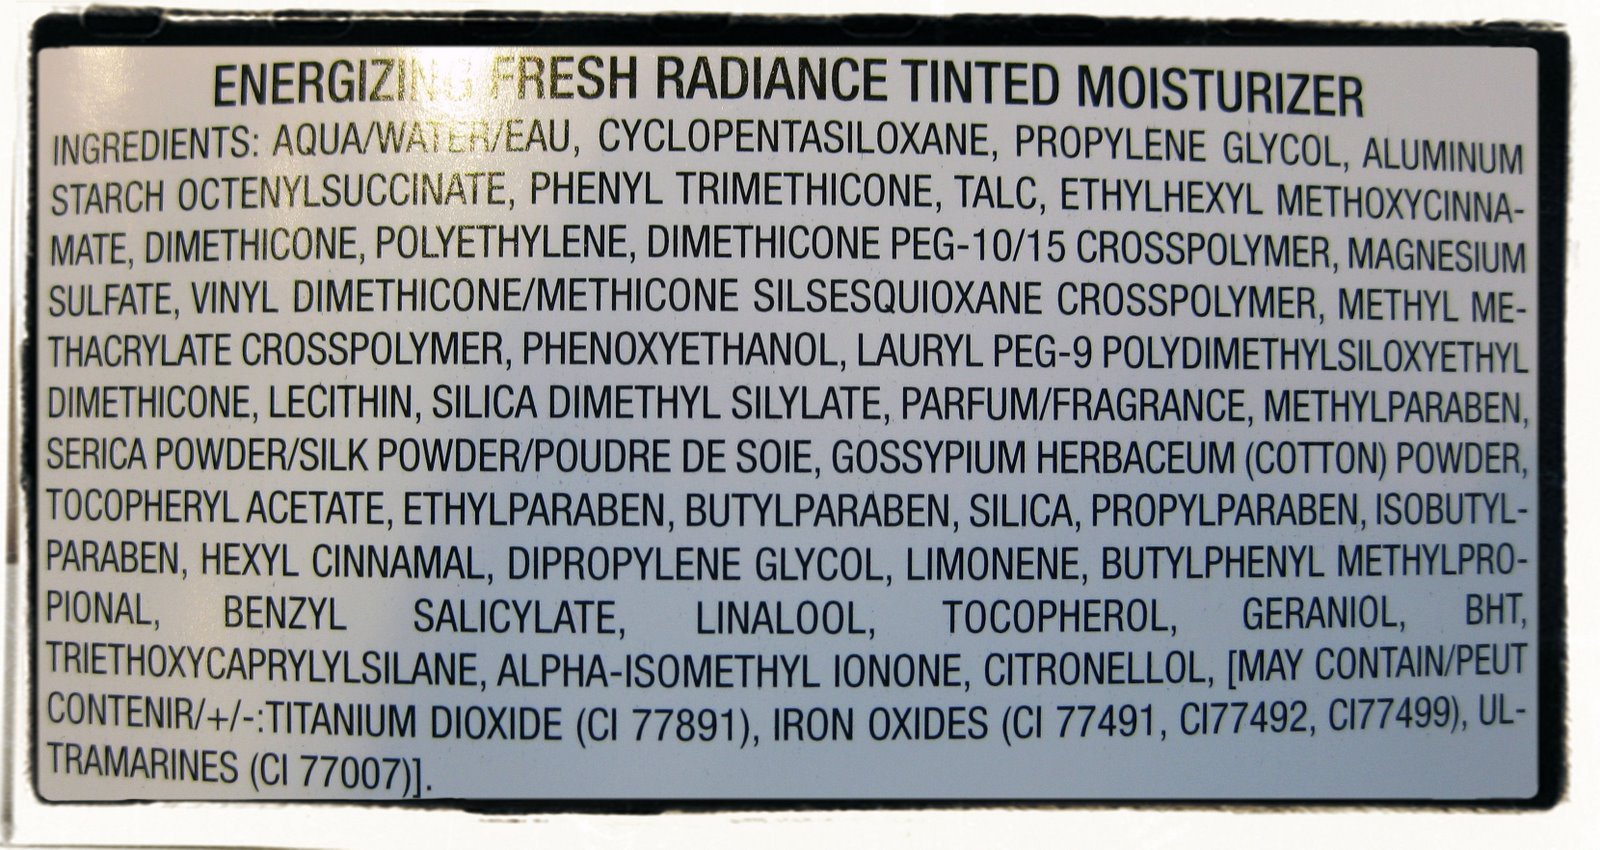 ENERGIZING FRESH RADIANCE TINTED MOISTURIZER
INGREDIENTS: AQUA/WATER/EAU, CYCLOPENTASILOXANE, PROPYLENE GLYCOL, ALUMINUM
STARCH OCTENYLSUCCINATE, PHENYL TRIMETHICONE, TALC, ETHYLHEXYL METHOXYCINNA-
MATE, DIMETHICONE, POLYETHYLENE, DIMETHICONE PEG-10/15 CROSSPOLYMER, MAGNESIUM
SULFATE, VINYL DIMETHICONE/METHICONE SILSESQUIOXANE CROSSPOLYMER, METHYL ME-
THACRYLATE CROSSPOLYMER, PHENOXYETHANOL, LAURYL PEG-9 POLYDIMETHYLSILOXYETHYL
DIMETHICONE, LECITHIN, SILICA DIMETHYL SILYLATE, PARFUM/FRAGRANCE, METHYLPARABEN,
SERICA POWDER/SILK POWDER/POUDRE DE SOIE, GOSSYPIUM HERBACEUM (COTTON) POWDER,
TOCOPHERYL ACETATE, ETHYLPARABEN, BUTYLPARABEN, SILICA, PROPYLPARABEN, ISOBUTYL-
PARABEN, HEXYL CINNAMAL, DIPROPYLENE GLYCOL, LIMONENE, BUTYLPHENYL METHYLPRO-
PIONAL, BENZYL SALICYLATE, LINALOOL, TOCOPHEROL, GERANIOL, BHT,
TRIETHOXYCAPRYLYLSILANE, ALPHA-ISOMETHYL IONONE, CITRONELLOL, [MAY CONTAIN/PEUT
CONTENIR/+/-:TITANIUM DIOXIDE (CI 77891), IRON OXIDES (CI 77491, CI77492, CI77499), UL-
TRAMARINES (CI 77007)].